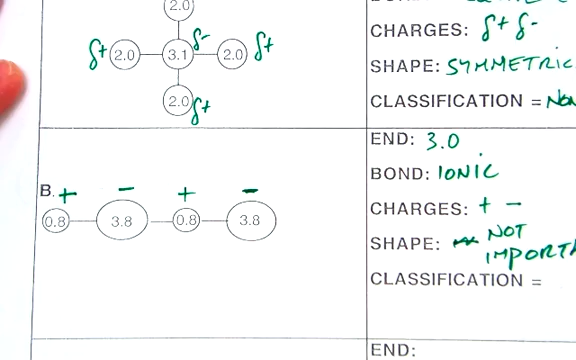 2.0
CHARGES: δ+ δ-
δ+ 2.0 3.1 δ- 2.0 δ+
SHAPE: SYMMETRIC
2.0 δ+
CLASSIFICATION =
END: 3.0
BOND: IONIC
B. + - + -
CHARGES: + -
0.8 3.8 0.8 3.8
SHAPE: NOT
CLASSIFICATION =
END: